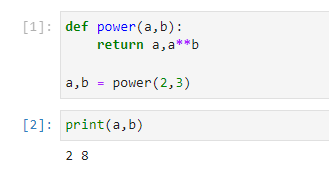 [1]: def power(a,b):
    return a,a**b
a,b = power(2,3)
[2]: print(a,b)
2 8